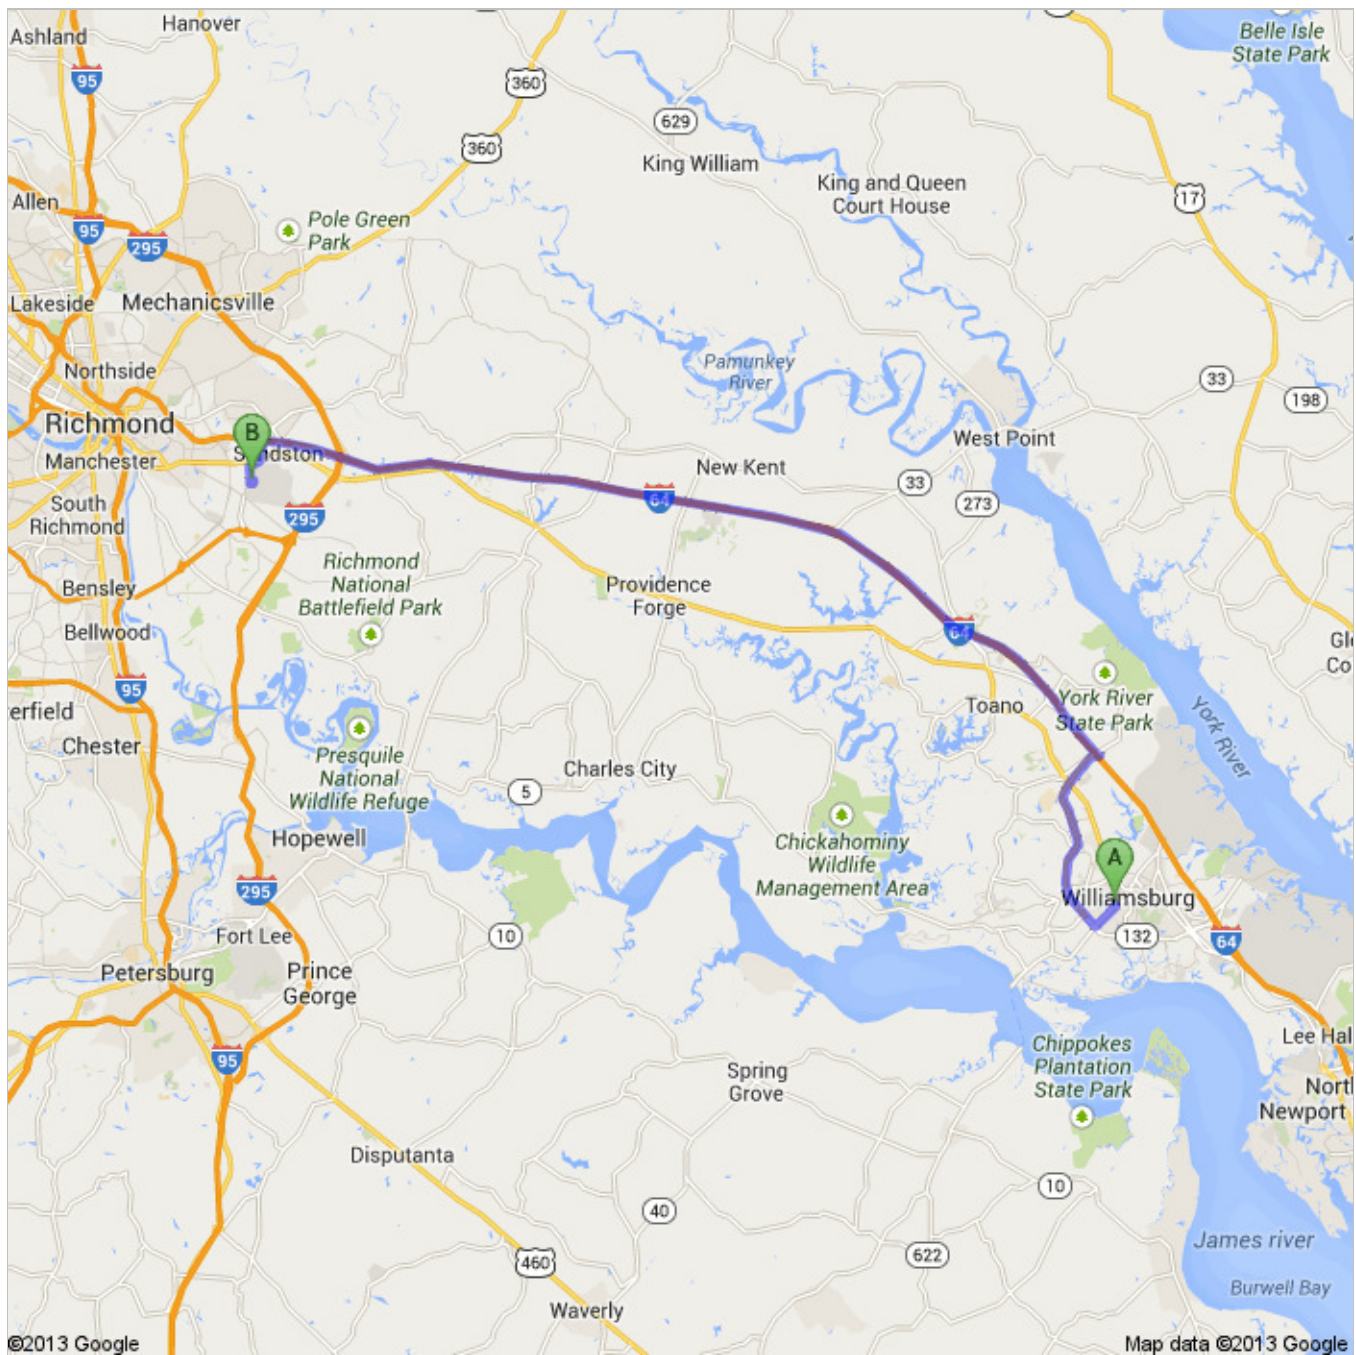 Hanover
Ashland
95
Belle Isle
State Park
360
629
360
King William
King and Queen
Court House
17
Allen
95
295
Pole Green
Park
Lakeside
Mechanicsville
Northside
Pamunkey
River
33
198
Richmond
B
Sandston
West Point
Manchester
New Kent
33
64
273
South
Richmond
295
Richmond
National
Battlefield Park
Bensley
Providence
Forge
Bellwood
64
Gl
Co
95
York River
State Park
Toano
erfield
York River
Chester
Presquile
National
Wildlife Refuge
Charles City
5
Hopewell
Chickahominy
Wildlife
Management Area
A
295
Williamsburg
Fort Lee
10
132
64
Petersburg
Prince
George
95
Lee Hal
Chippokes
Plantation
State Park
Spring
Grove
Nort
Newport
Disputanta
10
40
James river
622
460
Burwell Bay
Waverly
©2013 Google
Map data ©2013 Google